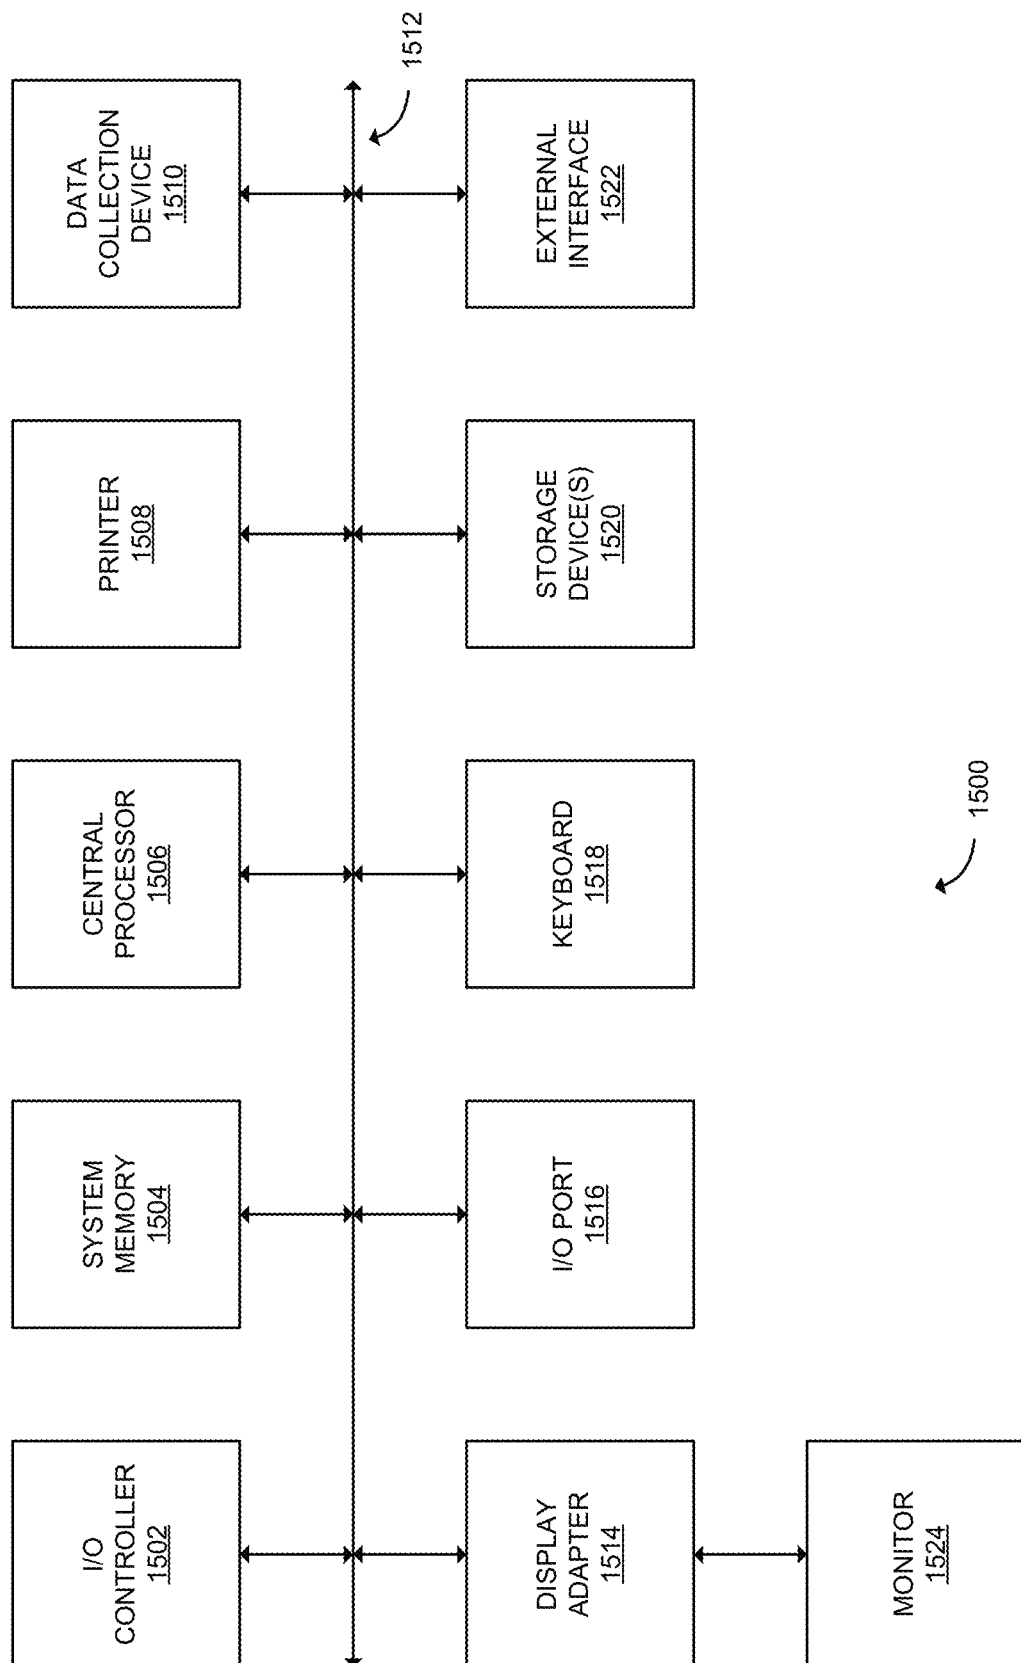 I/O
CONTROLLER
1502
SYSTEM
MEMORY
1504
CENTRAL
PROCESSOR
1506
PRINTER
1508
DATA
COLLECTION
DEVICE
1510
1512
DISPLAY
ADAPTER
1514
I/O PORT
1516
KEYBOARD
1518
STORAGE
DEVICE(S)
1520
EXTERNAL
INTERFACE
1522
MONITOR
1524
1500